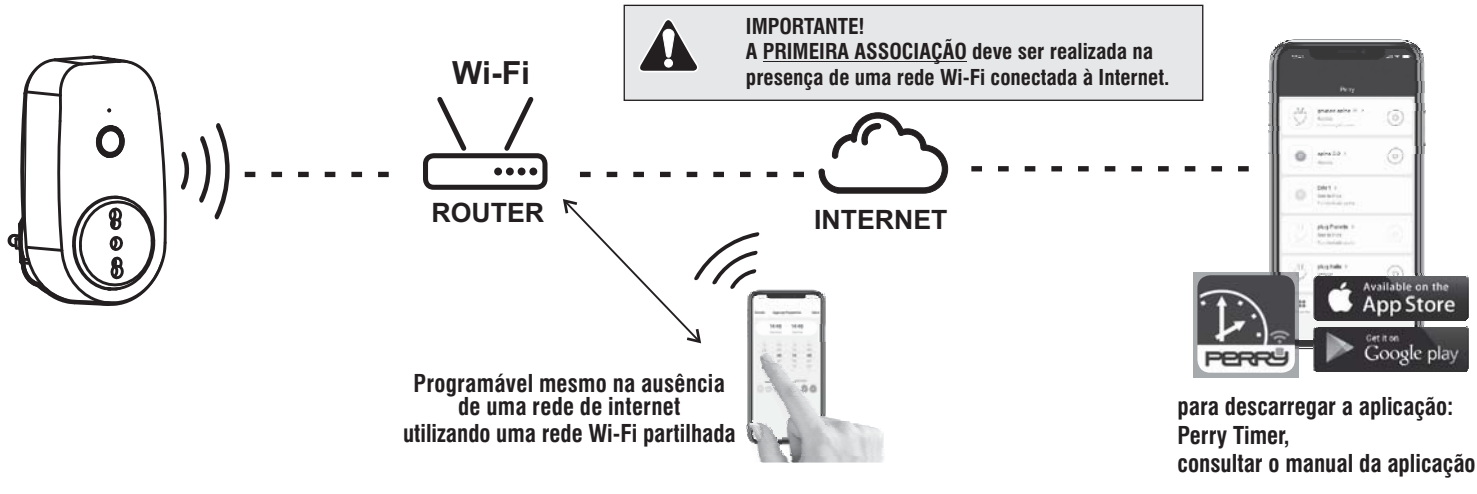 IMPORTANTE!
A PRIMEIRA ASSOCIAÇÃO deve ser realizada na
presença de uma rede Wi-Fi conectada à Internet.
Wi-Fi
ROUTER
INTERNET
Perry
Programável mesmo na ausência
de uma rede de internet
utilizando uma rede Wi-Fi partilhada
PERRY
Available on the
App Store
Get it on
Google play
para descarregar a aplicação:
Perry Timer,
consultar o manual da aplicação